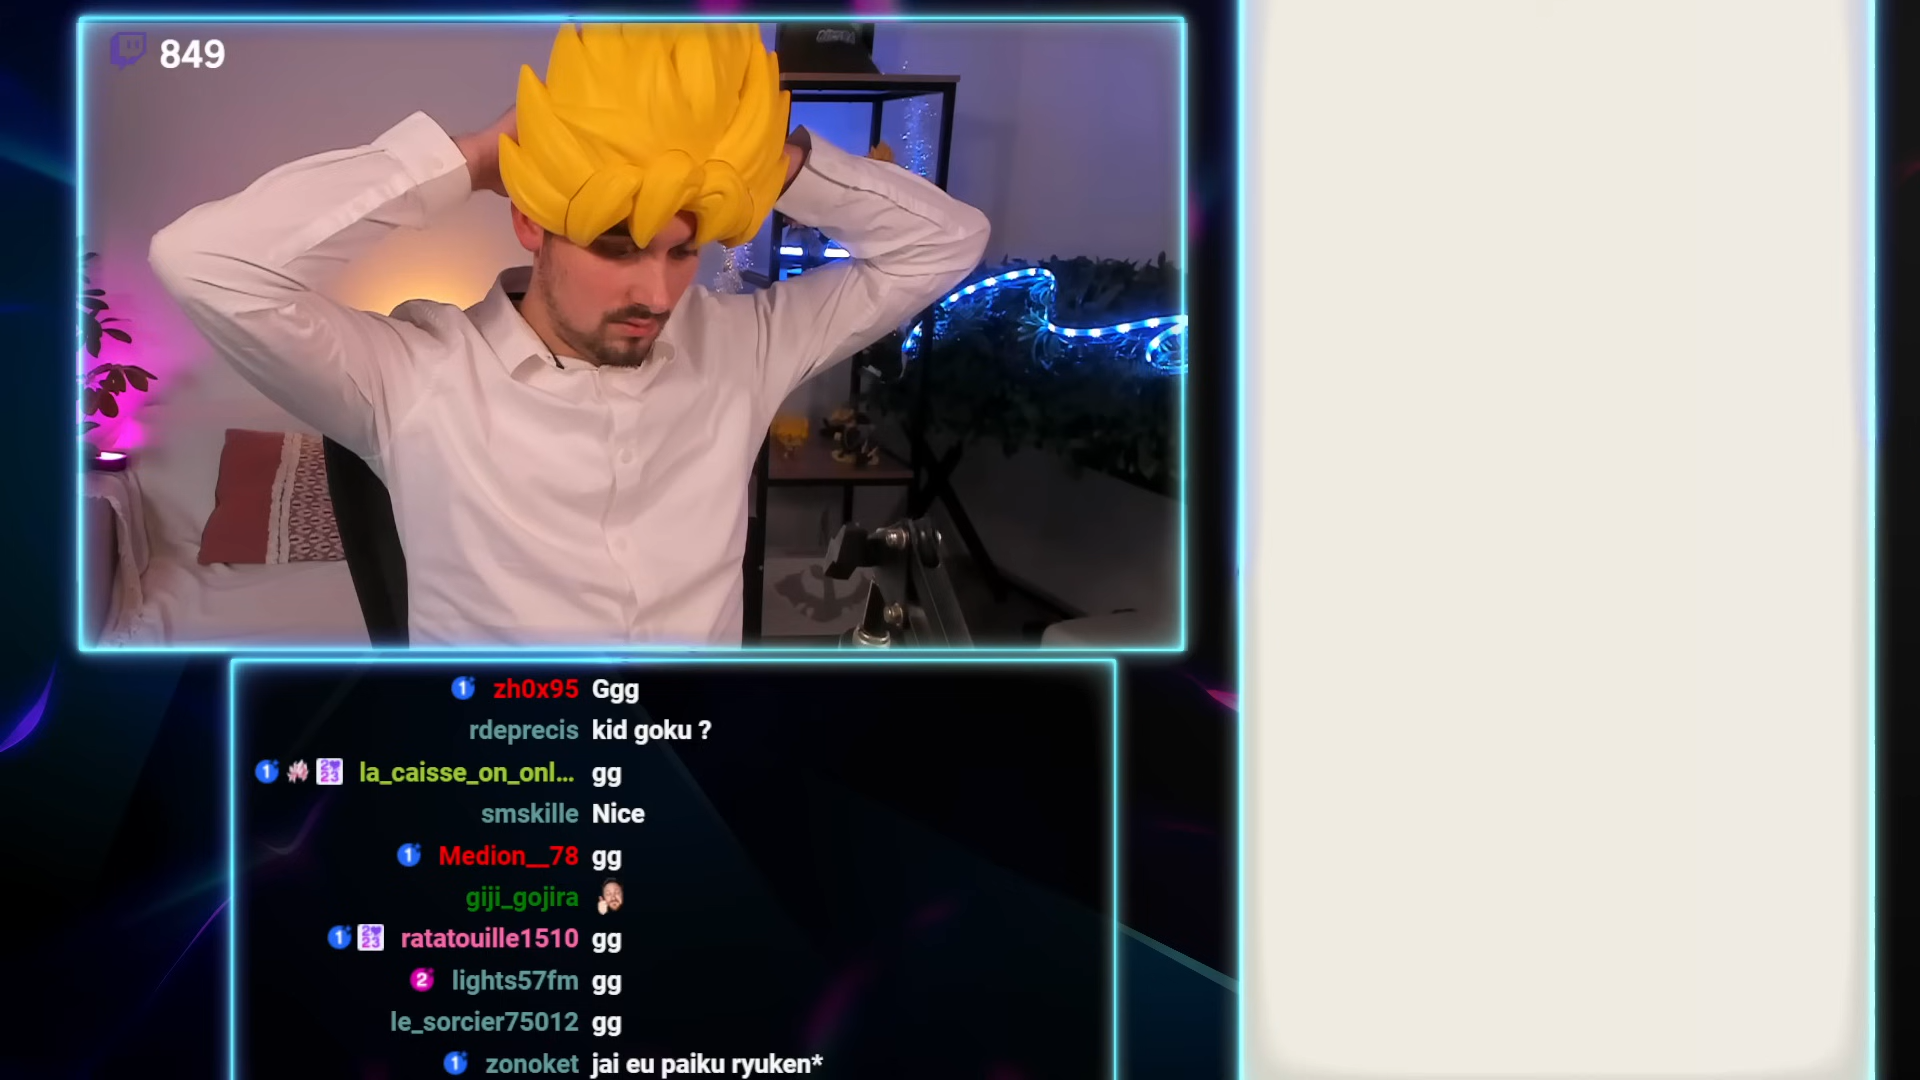 849
zh0x95 Ggg
rdeprecis kid goku ?
la_caisse_on_onl... gg
smskille Nice
Medion__78 gg
giji_gojira
ratatouille1510 gg
lights57fm gg
le_sorcier75012 gg
zonoket jai eu paiku ryuken*